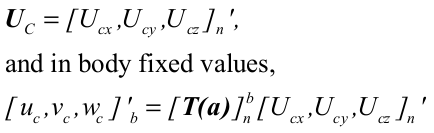 U_C = [U_cx, U_cy, U_cz]_n',
and in body fixed values,
[u_c, v_c, w_c]'_b = [T(a)]_n^b [U_cx, U_cy, U_cz]_n'